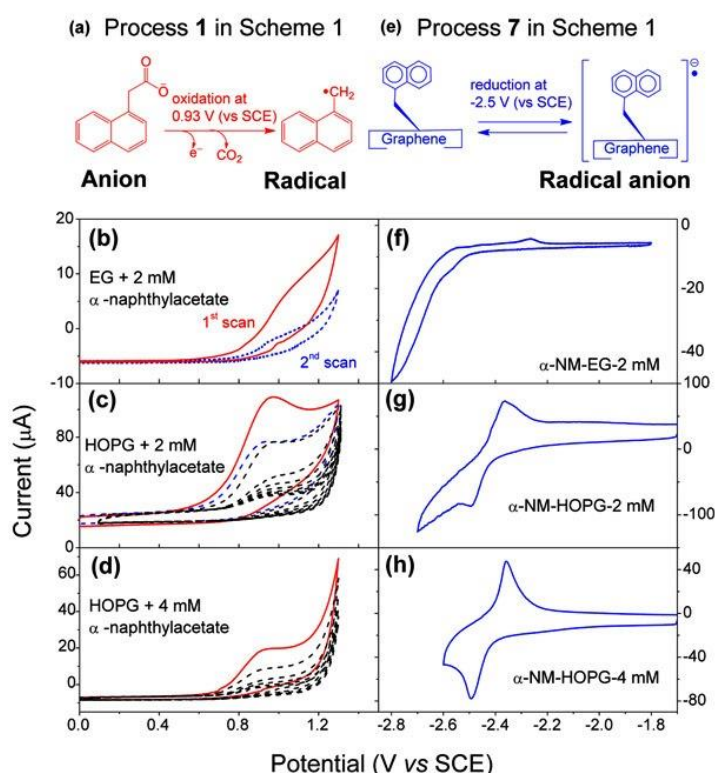 (a) Process 1 in Scheme 1
O
O⁻
oxidation at
0.93 V (vs SCE)
e⁻
CO₂
•CH₂
Anion
Radical
(e) Process 7 in Scheme 1
Graphene
reduction at
-2.5 V (vs SCE)
Graphene
⊖
•
Radical anion
(b)
EG + 2 mM
α -naphthylacetate
1st scan
2nd scan
20
10
0
-10
(c)
HOPG + 2 mM
α -naphthylacetate
80
60
40
20
0
(d)
HOPG + 4 mM
α -naphthylacetate
60
40
20
0
0.0 0.4 0.8 1.2
Current (μA)
(f)
α-NM-EG-2 mM
0
-20
-40
(g)
α-NM-HOPG-2 mM
100
50
0
-50
-100
(h)
α-NM-HOPG-4 mM
40
0
-40
-80
-2.8 -2.6 -2.4 -2.2 -2.0 -1.8
Potential (V vs SCE)